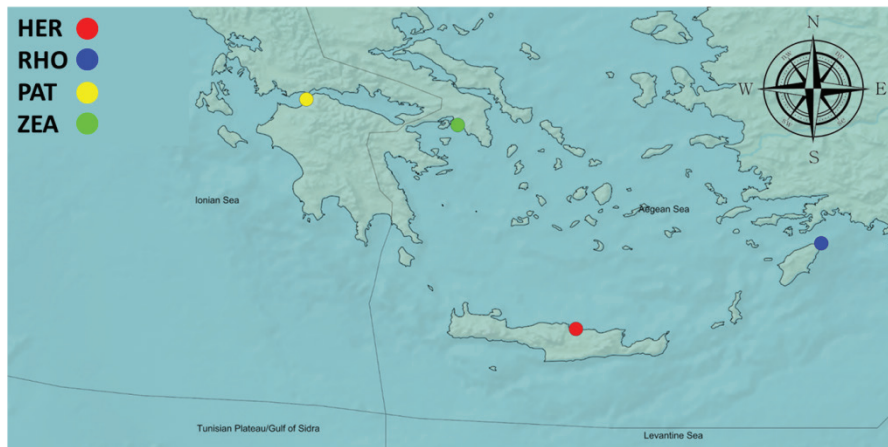 HER
RHO
PAT
ZEA
N
W
E
S
Ionian Sea
Aegean Sea
Tunisian Plateau/Gulf of Sidra
Levantine Sea